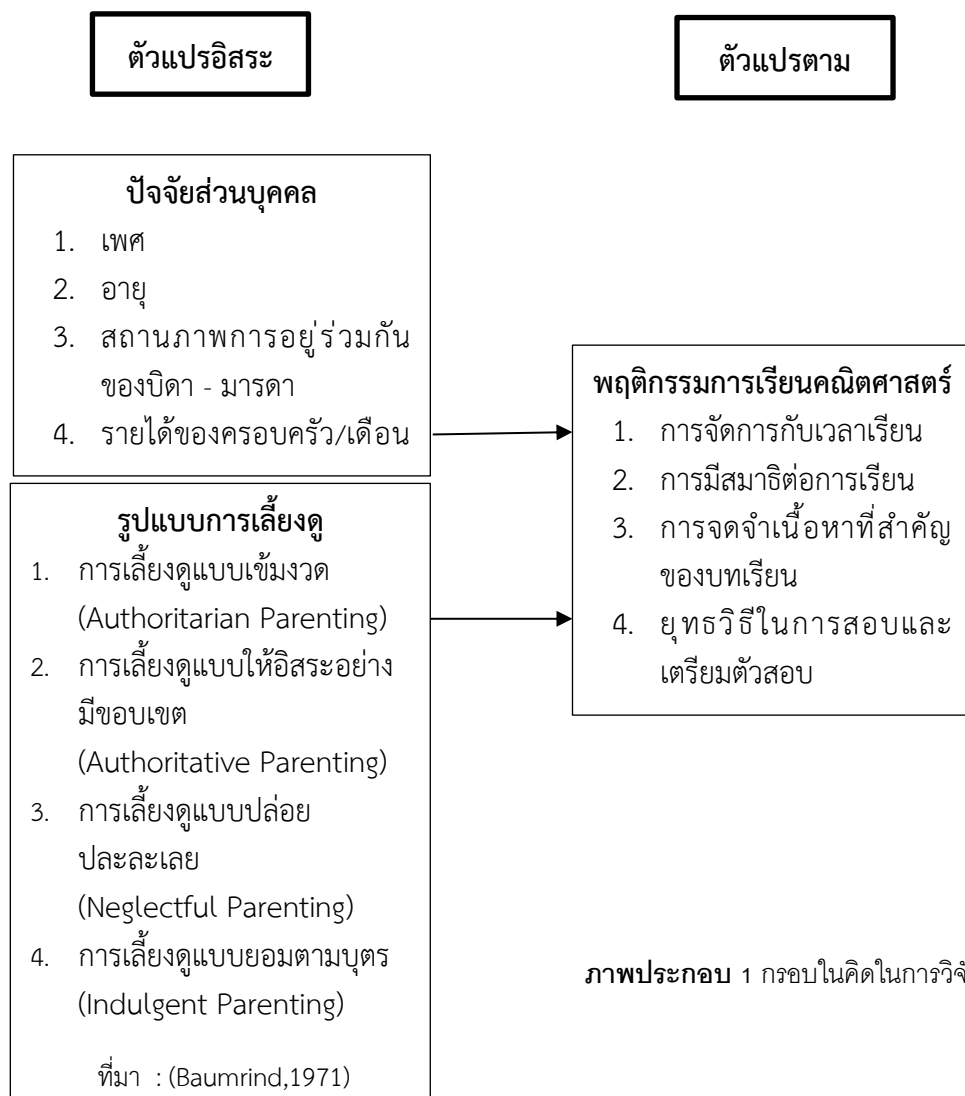 ตัวแปรอิสระ
ตัวแปรตาม
ปัจจัยส่วนบุคคล
1. เพศ
2. อายุ
3. สถานภาพการอยู่ร่วมกัน
ของบิดา - มารดา
4. รายได้ของครอบครัว/เดือน
รูปแบบการเลี้ยงดู
1. การเลี้ยงดูแบบเข้มงวด
(Authoritarian Parenting)
2. การเลี้ยงดูแบบให้อิสระอย่าง
มีขอบเขต
(Authoritative Parenting)
3. การเลี้ยงดูแบบปล่อย
ปละละเลย
(Neglectful Parenting)
4. การเลี้ยงดูแบบยอมตามบุตร
(Indulgent Parenting)
ที่มา : (Baumrind,1971)
พฤติกรรมการเรียนคณิตศาสตร์
1. การจัดการกับเวลาเรียน
2. การมีสมาธิต่อการเรียน
3. การจดจำเนื้อหาที่สำคัญ
ของบทเรียน
4. ยุทธวิธีในการสอบและ
เตรียมตัวสอบ
ภาพประกอบ 1 กรอบในคิดในการวิจั